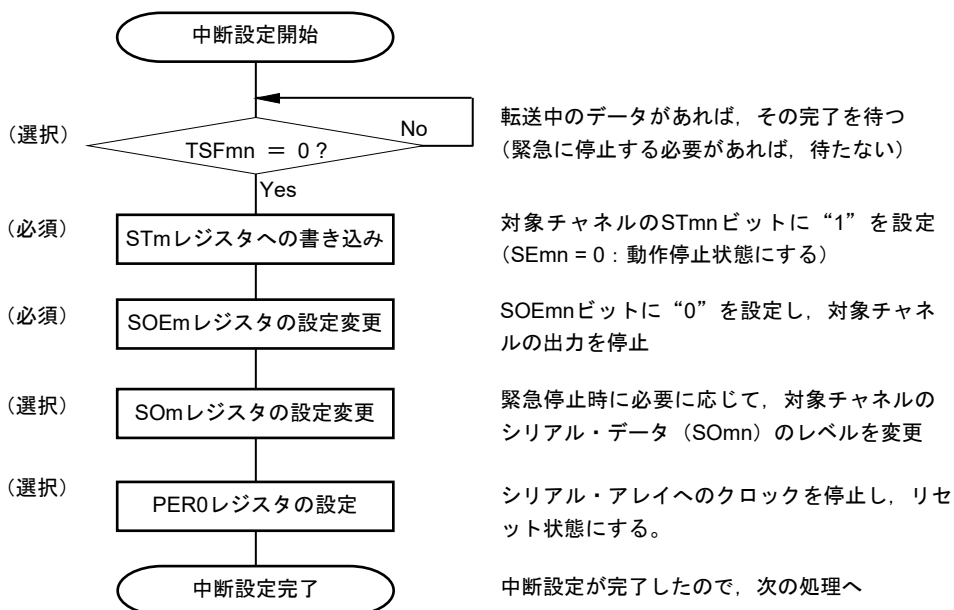 中断設定開始
(選択)
TSFmn = 0?
No
転送中のデータがあれば,その完了を待つ
(緊急に停止する必要があれば,待たない)
Yes
(必須)
STmレジスタへの書き込み
対象チャネルのSTmnビットに“1”を設定
(SEmn = 0:動作停止状態にする)
(必須)
SOEmレジスタの設定変更
SOEmnビットに“0”を設定し,対象チャネ
ルの出力を停止
(選択)
SOmレジスタの設定変更
緊急停止時に必要に応じて,対象チャネルの
シリアル・データ(SOmn)のレベルを変更
(選択)
PER0レジスタの設定
シリアル・アレイへのクロックを停止し,リセ
ット状態にする。
中断設定完了
中断設定が完了したので,次の処理へ